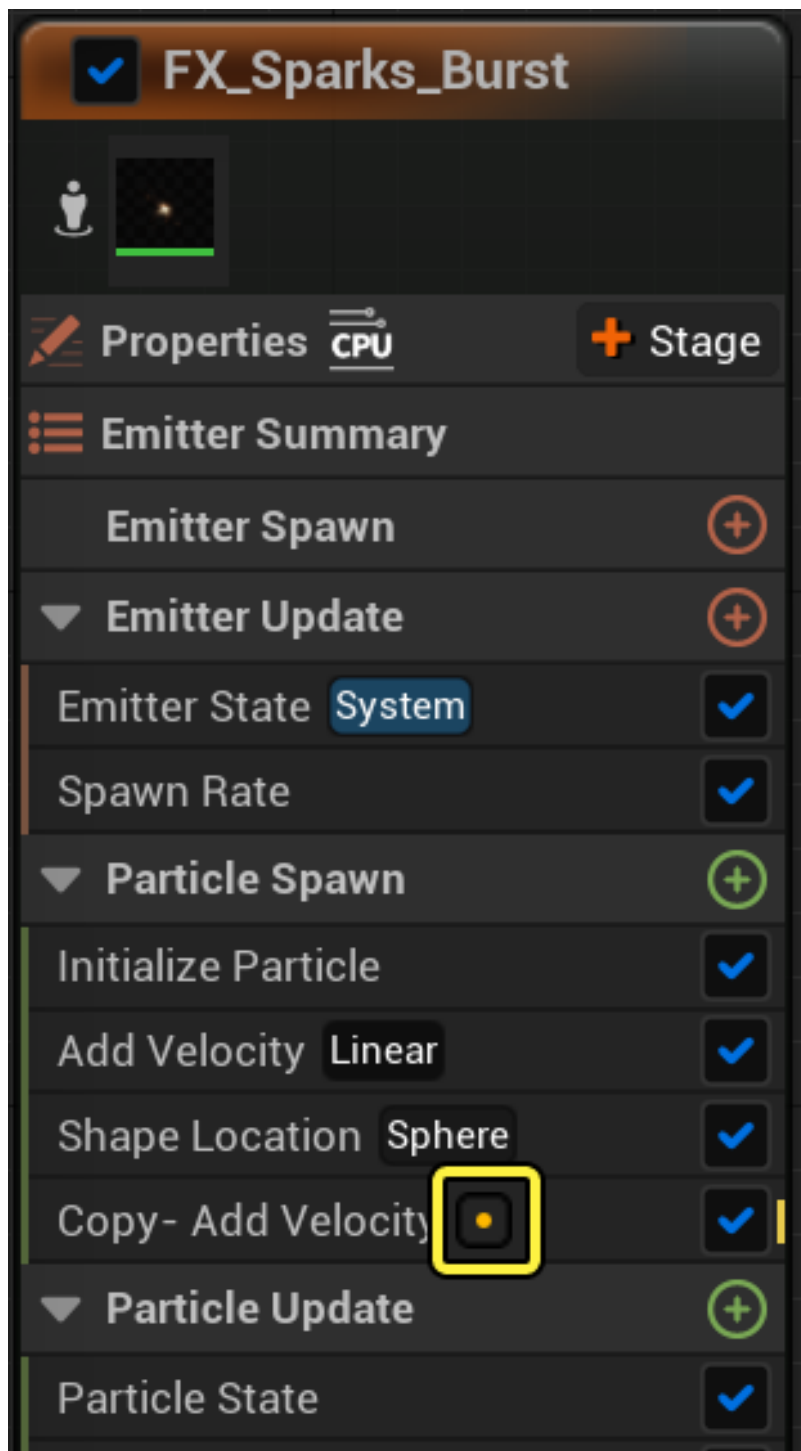 FX_Sparks_Burst
Properties CPU Stage
Emitter Summary
Emitter Spawn
Emitter Update
Emitter State System
Spawn Rate
Particle Spawn
Initialize Particle
Add Velocity Linear
Shape Location Sphere
Copy- Add Velocity
Particle Update
Particle State